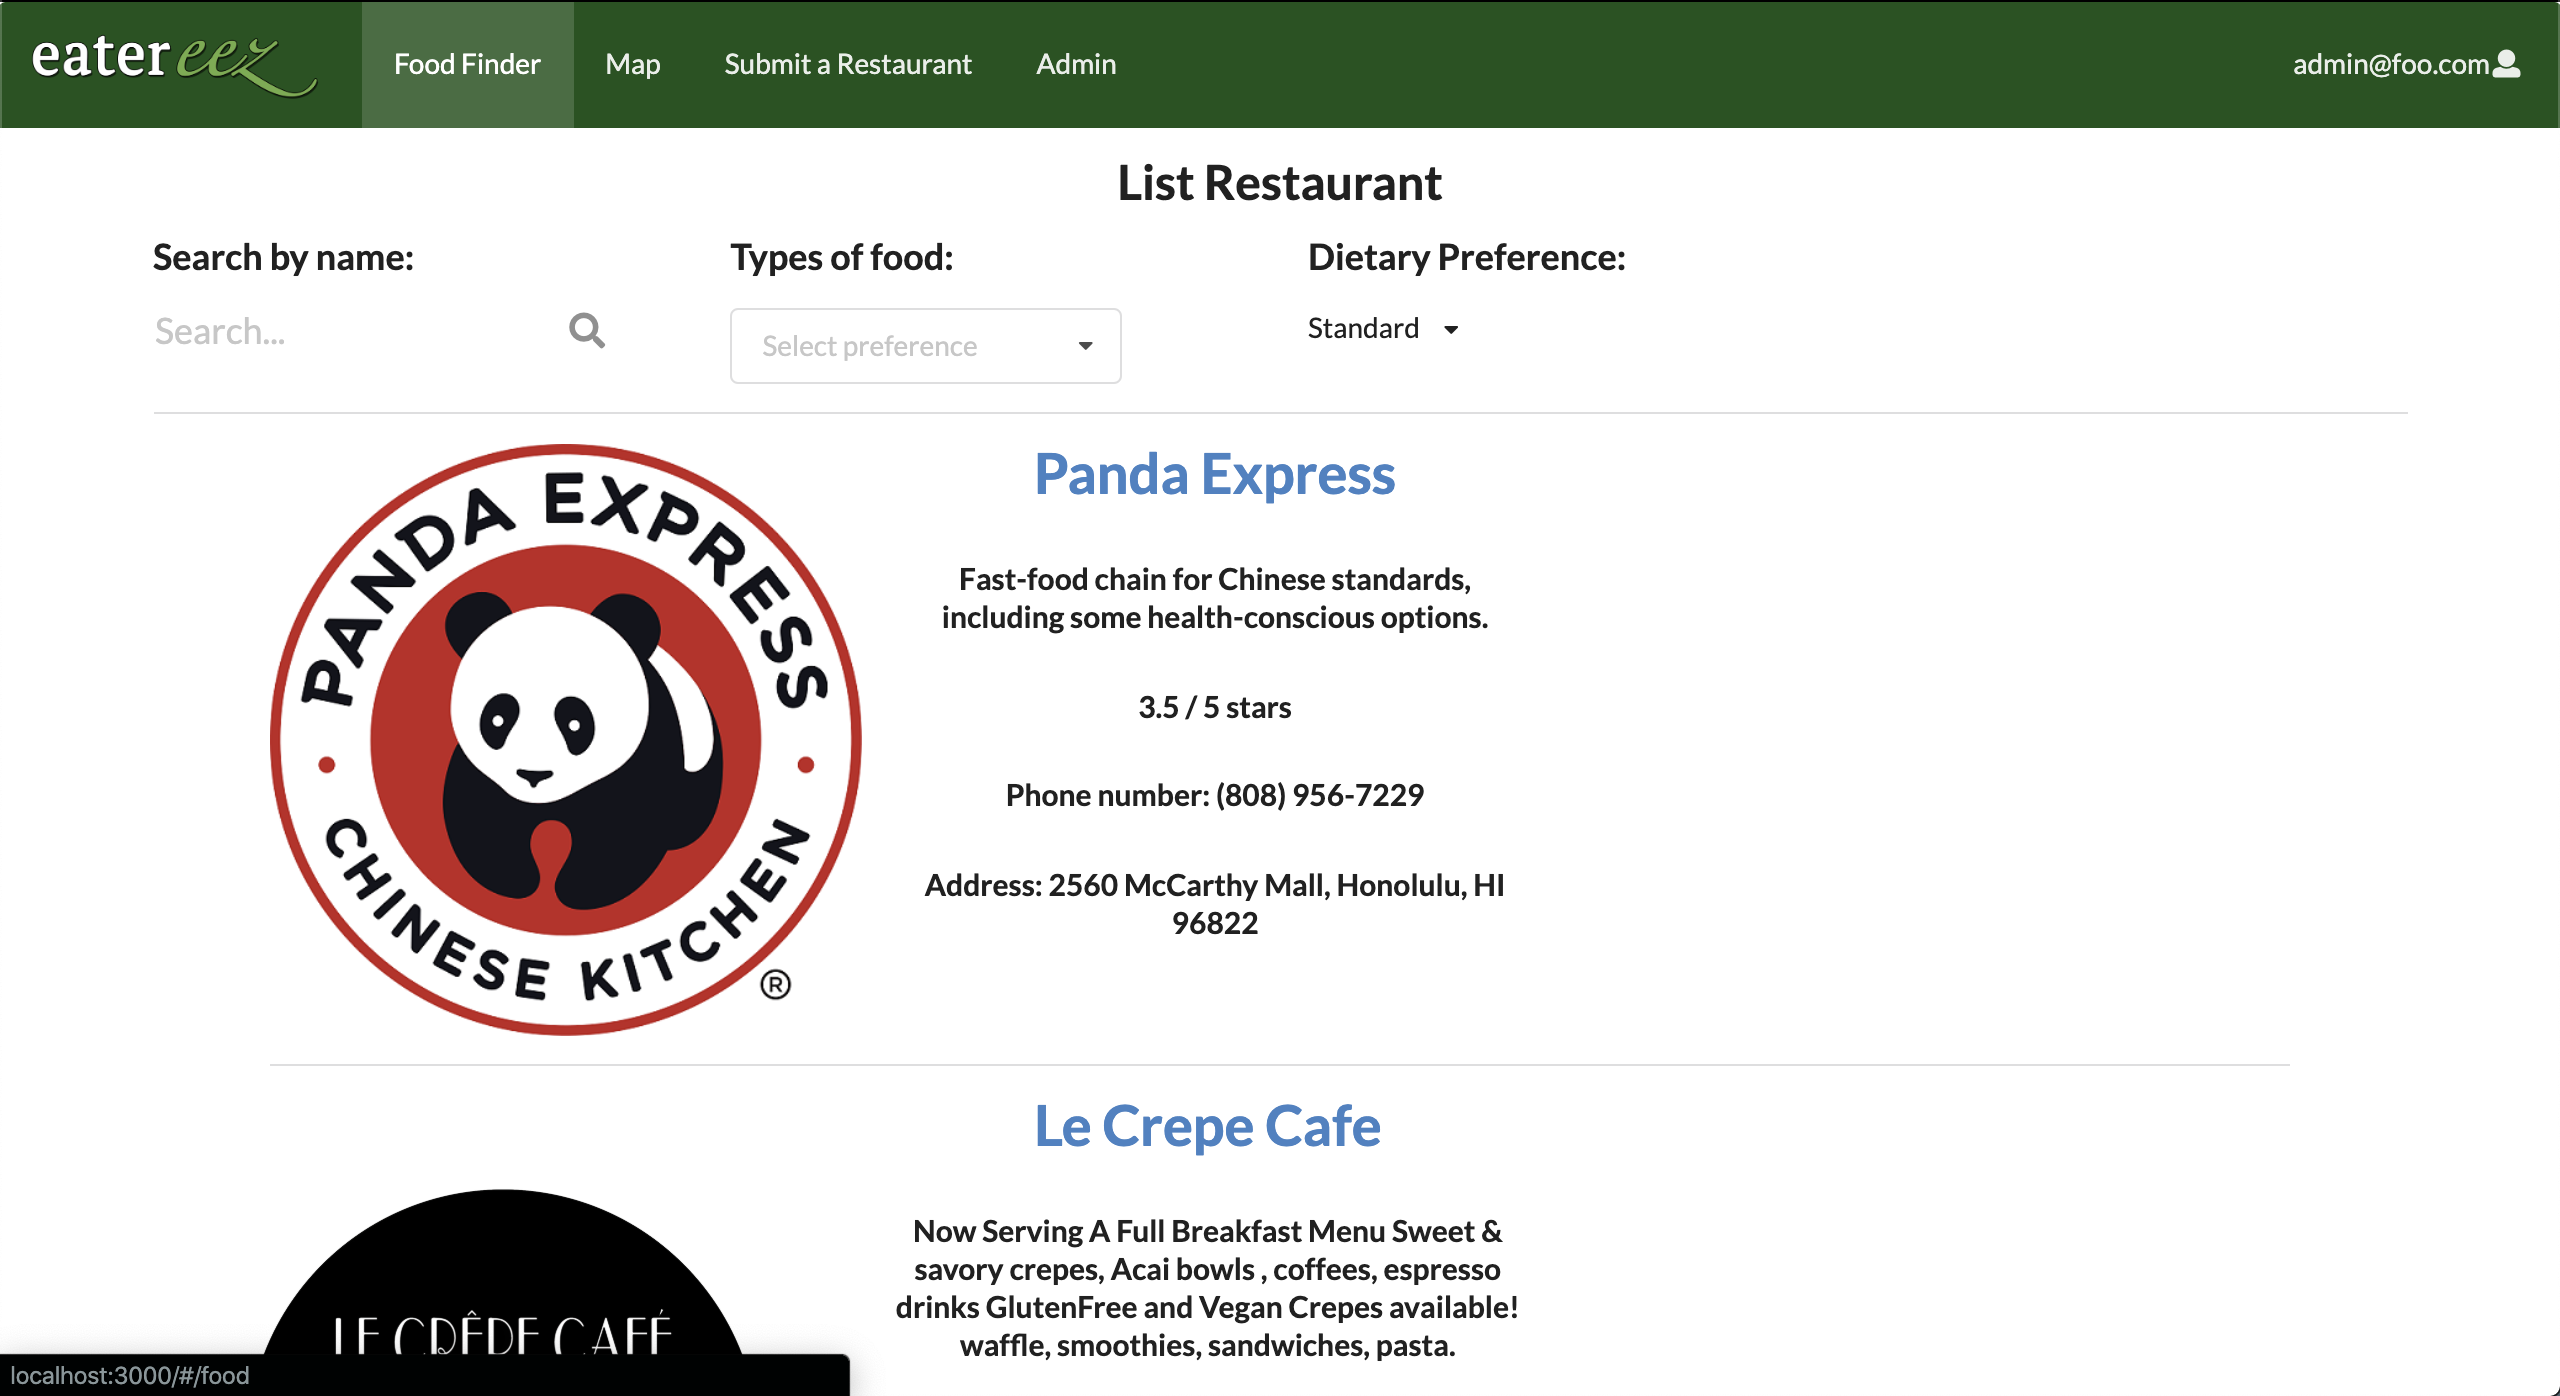 eatereez
Food Finder
Map
Submit a Restaurant
Admin
admin@foo.com
List Restaurant
Search by name:
Types of food:
Dietary Preference:
Search...
Select preference
Standard
PANDA EXPRESS
CHINESE KITCHEN
®
Panda Express
Fast-food chain for Chinese standards,
including some health-conscious options.
3.5 / 5 stars
Phone number: (808) 956-7229
Address: 2560 McCarthy Mall, Honolulu, HI
96822
LE CRÊPE CAFÉ
Le Crepe Cafe
Now Serving A Full Breakfast Menu Sweet &
savory crepes, Acai bowls , coffees, espresso
drinks GlutenFree and Vegan Crepes available!
waffle, smoothies, sandwiches, pasta.
localhost:3000/#/food